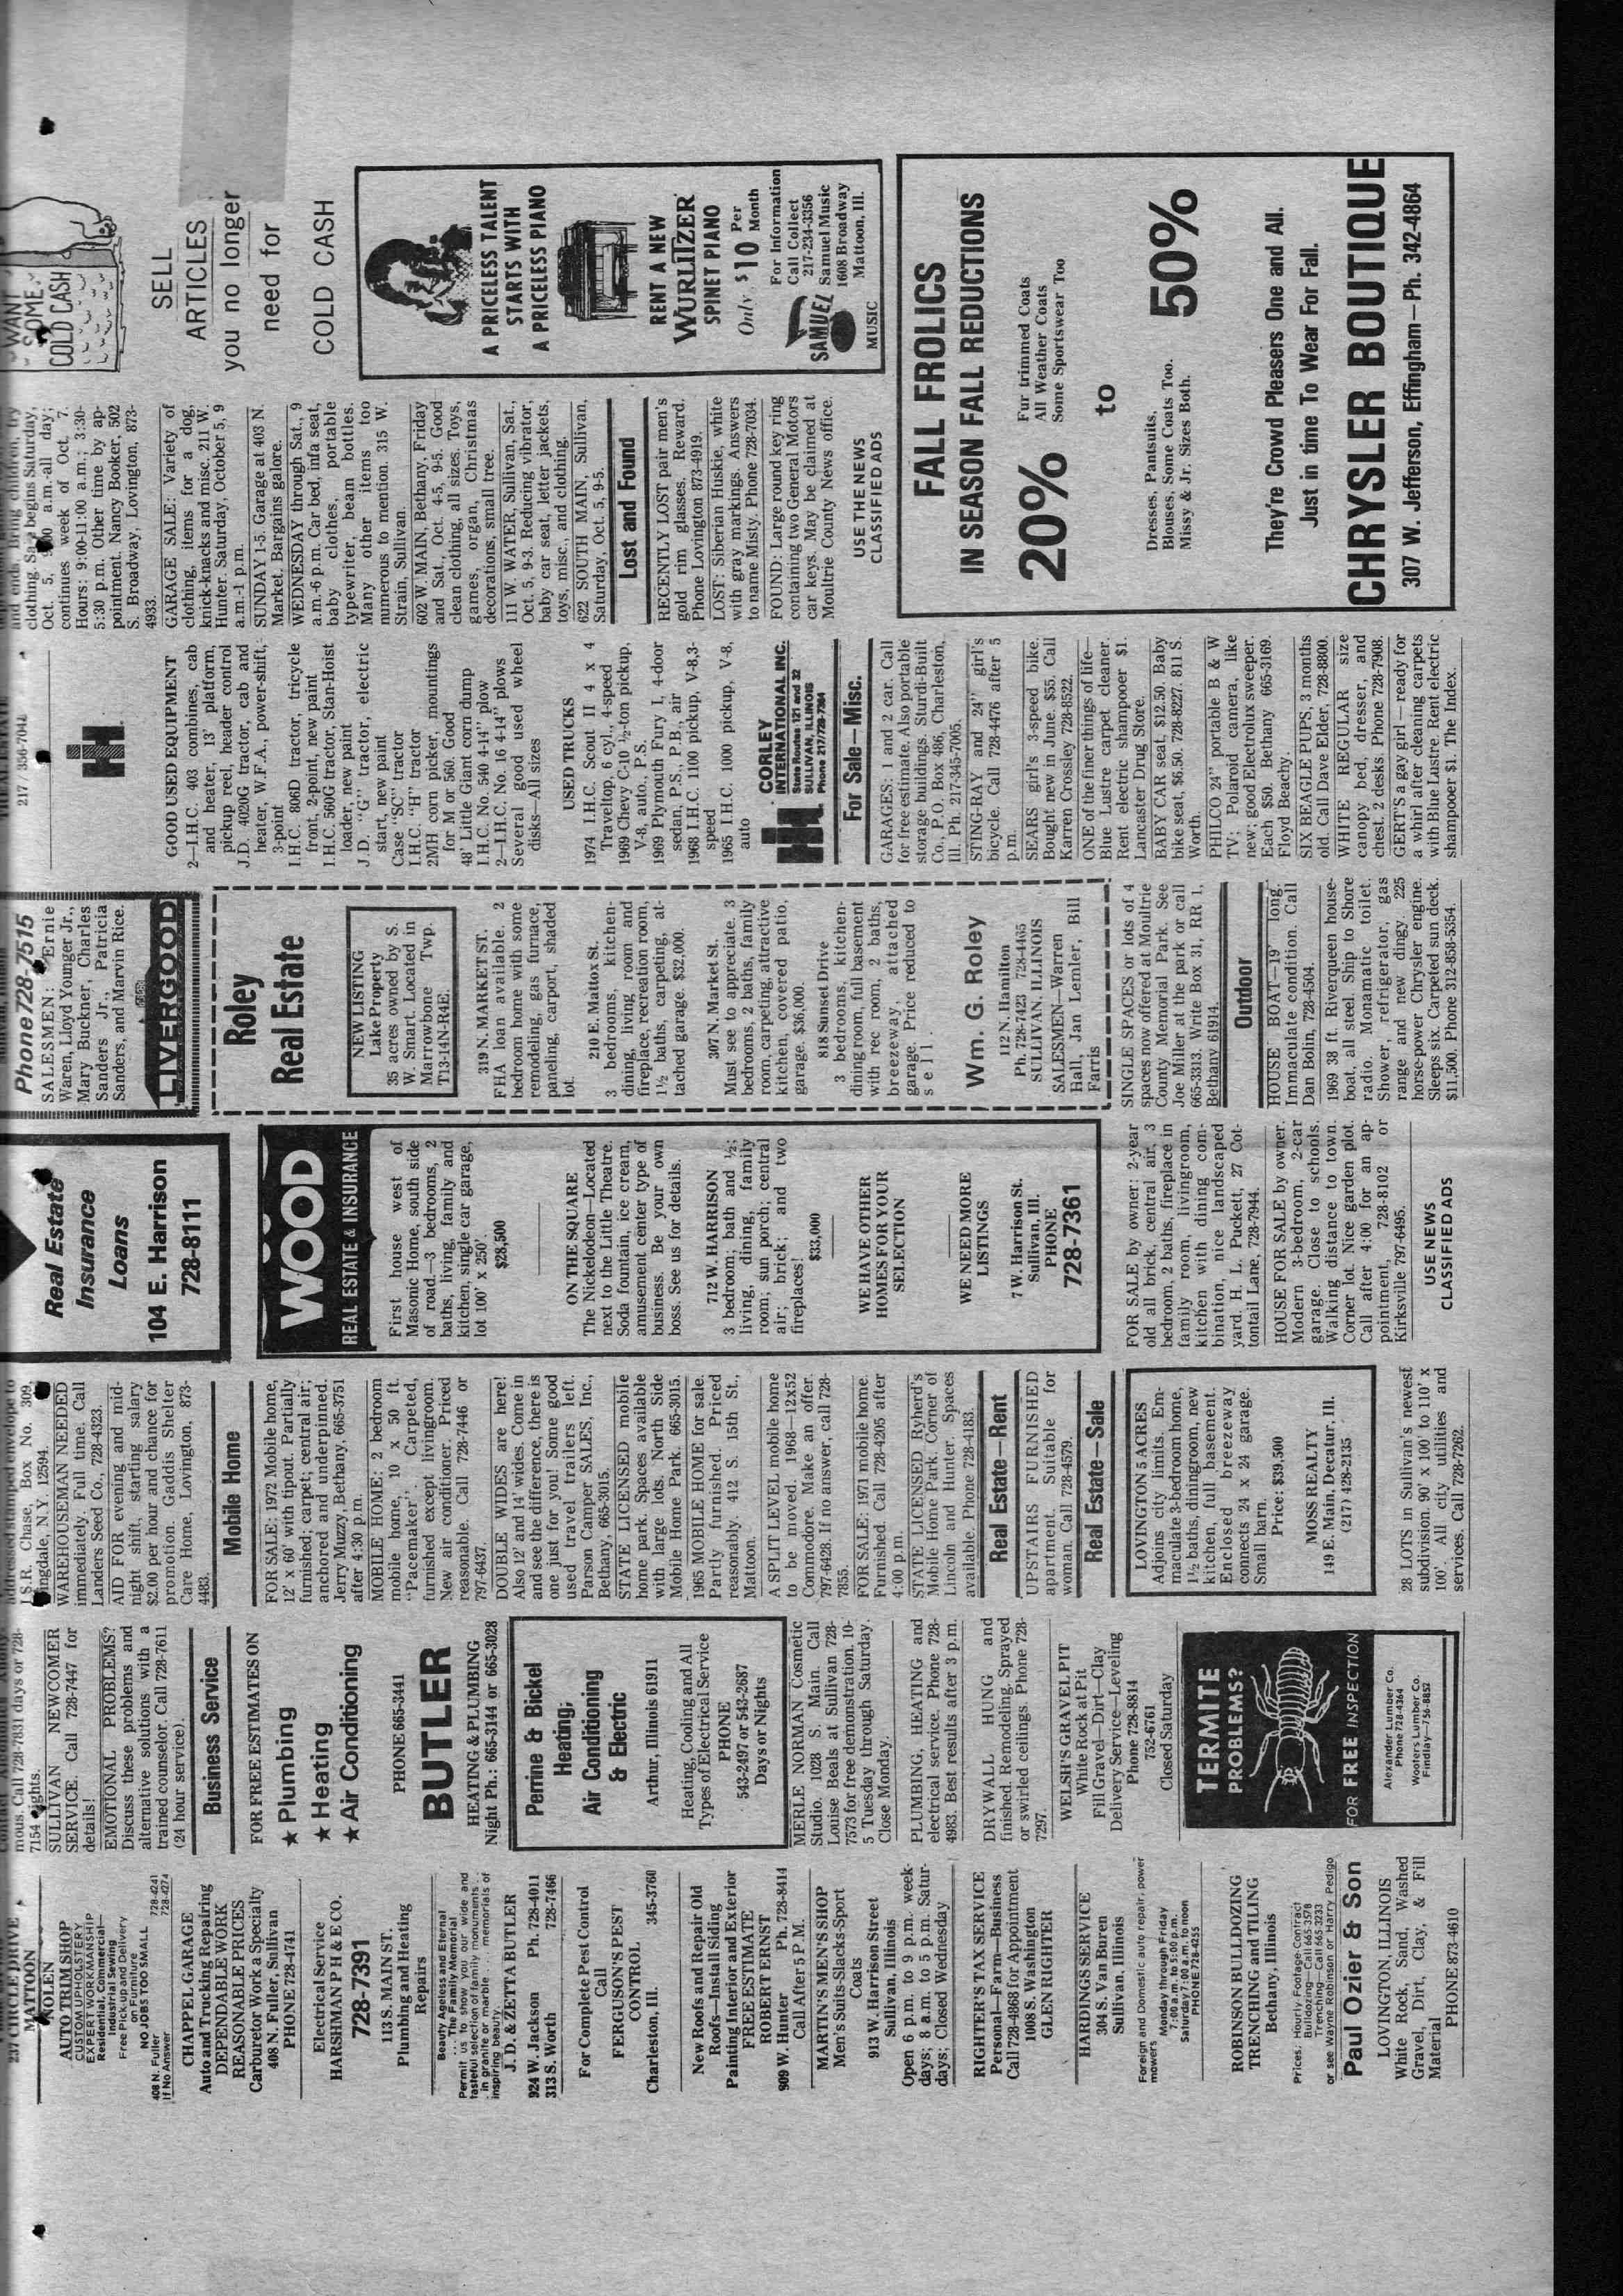 237 CIRCLE DRIVE
MATTOON
NOLEN
AUTO TRIM SHOP
CUSTOM UPHOLSTERY
EXPERT WORKMANSHIP
Residential, Commercial—
Industrial Sewing
on Furniture
Free Pick-up and Delivery
NO JOBS TOO SMALL
408 N. Fuller 728-4241
If No Answer 728-4274
CHAPPEL GARAGE
Auto and Trucking Repairing
DEPENDABLE WORK
REASONABLE PRICES
Carburetor Work a Specialty
408 N. Fuller, Sullivan
PHONE 728-4741
Electrical Service
HARSHMAN P H & E CO.
728-7391
113 S. MAIN ST.
Plumbing and Heating
Repairs
Beauty Ageless and Eternal
... The Family Memorial
Permit us to show you our wide and
tasteful selection of family monuments
. in granite or marble ... memorials of
inspiring beauty.
J. D. & ZETTA BUTLER
924 W. Jackson Ph. 728-4011
313 S. Worth 728-7466
For Complete Pest Control
Call
FERGUSON'S PEST
CONTROL
Charleston, Ill. 345-3760
New Roofs and Repair Old
Roofs—Install Siding
Painting Interior and Exterior
FREE ESTIMATE
ROBERT ERNST
909 W. Hunter Ph. 728-8414
Call After 5 P.M.
MARTIN'S MEN'S SHOP
Men's Suits-Slacks-Sport
Coats
913 W. Harrison Street
Sullivan, Illinois
Open 6 p.m. to 9 p.m. week-
days; 8 a.m. to 5 p.m. Satur-
days; Closed Wednesday
RIGHTER'S TAX SERVICE
Personal—Farm—Business
Call 728-4868 for Appointment
1008 S. Washington
GLEN RIGHTER
HARDINGS SERVICE
304 S. Van Buren
Sullivan, Illinois
Foreign and Domestic auto repair, power
mowers
Monday through Friday
7:00 a.m. to 5:00 p.m.
Saturday 7:00 a.m. to noon
PHONE 728-4255
ROBINSON BULLDOZING
TRENCHING and TILING
Bethany, Illinois
Prices: Hourly-Footage-Contract
Bulldozing—Call 665-3578
Trenching—Call 665-3233
or see Wayne Robinson or Harry Pedigo
Paul Ozier & Son
LOVINGTON, ILLINOIS
White Rock, Sand, Washed
Gravel, Dirt, Clay, & Fill
Material
PHONE 873-4610
mous. Call 728-7831 days or 728-
7154 nights.
SULLIVAN NEWCOMER
SERVICE. Call 728-7447 for
details!
EMOTIONAL PROBLEMS?
Discuss these problems and
alternative solutions with a
trained counselor. Call 728-7611
(24 hour service).
Business Service
FOR FREE ESTIMATES ON
★ Plumbing
★ Heating
★ Air Conditioning
PHONE 665-3441
BUTLER
HEATING & PLUMBING
Night Ph.: 665-3144 or 665-3028
Perrine & Bickel
Heating;
Air Conditioning
& Electric
Arthur, Illinois 61911
Heating, Cooling and All
Types of Electrical Service
PHONE
543-2497 or 543-2687
Days or Nights
MERLE NORMAN Cosmetic
Studio. 1028 S. Main. Call
Louise Beals at Sullivan 728-
7573 for free demonstration. 10-
5 Tuesday through Saturday.
Close Monday.
PLUMBING, HEATING and
electrical service. Phone 728-
4983. Best results after 3 p.m.
DRYWALL HUNG and
finished. Remodeling. Sprayed
or swirled ceilings. Phone 728-
7297.
WELSH'S GRAVEL PIT
White Rock at Pit
Fill Gravel—Dirt—Clay
Delivery Service—Leveling
Phone 728-8814
752-6761
Closed Saturday
TERMITE
PROBLEMS?
FOR FREE INSPECTION
Alexander Lumber Co.
Phone 728-4364
Wooters Lumber Co.
Findlay—756-8857
addressed stamped envelope to
J.S.R. Chase, Box No. 309,
Wingdale, N.Y. 12594.
WAREHOUSEMAN NEEDED
immediately. Full time. Call
Landers Seed Co., 728-4323.
AID FOR evening and mid-
night shift, starting salary
$2.00 per hour and chance for
promotion. Gaddis Shelter
Care Home, Lovington, 873-
4483.
Mobile Home
FOR SALE: 1972 Mobile home,
12' x 60' with tipout. Partially
furnished; carpet; central air;
anchored and underpinned.
Jerry Muzzy, Bethany, 665-3751
after 4:30 p.m.
MOBILE HOME: 2 bedroom
mobile home, 10 x 50 ft.
"Pacemaker". Carpeted,
furnished except livingroom.
New air conditioner. Priced
reasonable. Call 728-7446 or
797-6437.
DOUBLE WIDES are here!
Also 12 and 14' wides. Come in
and see the difference, there is
one just for you! Some good
used travel trailers left.
Parson Camper SALES, Inc.,
Bethany, 665-3015.
STATE LICENSED mobile
home park. Spaces available
with large lots. North Side
Mobile Home Park. 665-3015.
1965 MOBILE HOME for sale.
Partly furnished. Priced
reasonably. 412 S. 15th St.,
Mattoon.
A SPLIT LEVEL mobile home
to be moved. 1968—12x52
Commodore. Make an offer.
797-6428. If no answer, call 728-
7855.
FOR SALE: 1971 mobile home.
Furnished. Call 728-4205 after
4:00 p.m.
STATE LICENSED Ryherd's
Mobile Home Park. Corner of
Lincoln and Hunter. Spaces
available. Phone 728-4183.
Real Estate—Rent
UPSTAIRS FURNISHED
apartment. Suitable for
woman. Call 728-4579.
Real Estate—Sale
LOVINGTON 5 ACRES
Adjoins city limits. Em-
maculate 3-bedroom home,
1½ baths, diningroom, new
kitchen, full basement.
Enclosed breezeway
connects 24 x 24 garage.
Small barn.
Price: $39,500
MOSS REALTY
149 E. Main, Decatur, Ill.
(217) 428-2135
28 LOTS in Sullivan's newest
subdivision. 90' x 100' to 110' x
100'. All city utilities and
services. Call 728-7262.
Real Estate
Insurance
Loans
104 E. Harrison
728-8111
WOOD
REAL ESTATE & INSURANCE
First house west of
Masonic Home, south side
of road—3 bedrooms, 2
baths, living, family and
kitchen, single car garage,
lot 100' x 250'.
$28,500
ON THE SQUARE
The Nickelodeon—Located
next to the Little Theatre.
Soda fountain, ice cream,
amusement center type of
business. Be your own
boss. See us for details.
712 W. HARRISON
3 bedroom; bath and ½;
living, dining, family
room; sun porch; central
air; brick; and two
fireplaces!
$33,000
WE HAVE OTHER
HOMES FOR YOUR
SELECTION
WE NEED MORE
LISTINGS
7 W. Harrison St.
Sullivan, Ill.
PHONE
728-7361
FOR SALE by owner: 2-year
old all brick, central air, 3
bedroom, 2 baths, fireplace in
family room, livingroom,
kitchen with dining com-
bination, nice landscaped
yard. H. L. Puckett, 27 Cot-
tontail Lane, 728-7944.
HOUSE FOR SALE by owner.
Modern 3-bedroom, 2-car
garage. Close to schools.
Walking distance to town.
Corner lot. Nice garden plot.
Call after 4:00 for an ap-
pointment, 728-8102 or
Kirksville 797-6495.
USE NEWS
CLASSIFIED ADS
Phone 728-7515
SALESMEN: Ernie
Waren, Lloyd Younger Jr.,
Mary Buckner, Charles
Sanders Jr., Patricia
Sanders, and Marvin Rice.
LIVERGOOD
Roley
Real Estate
NEW LISTING
Lake Property
35 acres owned by S.
W. Smart. Located in
Marrowbone Twp.
T13-14N-R4E.
319 N. MARKET ST.
FHA loan available. 2
bedroom home with some
remodeling, gas furnace,
paneling, carport, shaded
lot.
210 E. Mattox St.
3 bedrooms, kitchen-
dining, living room and
fireplace, recreation room,
1½ baths, carpeting, at-
tached garage. $32,000.
307 N. Market St.
Must see to appreciate. 3
bedrooms, 2 baths, family
room, carpeting, attractive
kitchen, covered patio,
garage. $36,000.
818 Sunset Drive
3 bedrooms, kitchen-
dining room, full basement
with rec room, 2 baths,
breezeway, attached
garage. Price reduced to
sell.
Wm. G. Roley
112 N. Hamilton
Ph. 728-7423 728-4465
SULLIVAN, ILLINOIS
SALESMEN—Warren
Hall, Jan Lemler, Bill
Farris
SINGLE SPACES or lots of 4
spaces now offered at Moultrie
County Memorial Park. See
Joe Miller at the park or call
665-3313. Write Box 31, RR 1,
Bethany 61914.
Outdoor
HOUSE BOAT—19' long.
Immaculate condition. Call
Dan Bolin, 728-4504.
1969 38 ft. Riverqueen house-
boat, all steel. Ship to Shore
radio. Monamatic toilet.
Shower, refrigerator, gas
range and new dingy. 225
horse-power Chrysler engine.
Sleeps six. Carpeted sun deck.
$11,500. Phone 312-858-5354.
REAL ESTATE
217 / 356-7042
IH.
GOOD USED EQUIPMENT
2—I.H.C. 403 combines, cab
and heater, 13' platform,
pickup reel, header control
J.D. 4020G tractor, cab and
heater, W.F.A., power-shift,
3-point
I.H.C. 806D tractor, tricycle
front, 2-point, new paint
I.H.C. 560G tractor, Stan-Hoist
loader, new paint
J.D. "G" tractor, electric
start, new paint
Case "SC" tractor
I.H.C. "H" tractor
2MH corn picker, mountings
for M or 560. Good
48' Little Giant corn dump
I.H.C. No. 540 4-14" plow
2—I.H.C. No. 16 4-14" plows
Several good used wheel
disks—All sizes
USED TRUCKS
1974 I.H.C. Scout II 4 x 4
Traveltop, 6 cyl., 4-speed
1969 Chevy C-10 ½-ton pickup,
V-8, auto., P.S.
1969 Plymouth Fury I, 4-door
sedan, P.S., P.B., air
1968 I.H.C. 1100 pickup, V-8,3-
speed
1965 I.H.C. 1000 pickup, V-8,
auto
IH.
CORLEY
INTERNATIONAL INC.
State Routes 121 and 32
SULLIVAN, ILLINOIS
Phone 217/728-7364
For Sale—Misc.
GARAGES: 1 and 2 car. Call
for free estimate. Also portable
storage buildings. Sturdi-Built
Co., P.O. Box 486, Charleston,
Ill. Ph. 217-345-7005.
STING-RAY and 24" girl's
bicycle. Call 728-4476 after 5
p.m.
SEARS girl's 3-speed bike.
Bought new in June. $55. Call
Karren Crossley 728-8522.
ONE of the finer things of life—
Blue Lustre carpet cleaner.
Rent electric shampooer $1.
Lancaster Drug Store.
BABY CAR seat, $12.50. Baby
bike seat, $6.50. 728-8227. 811 S.
Worth.
PHILCO 24" portable B & W
TV; Polaroid camera, like
new; good Electrolux sweeper.
Each $50. Bethany 665-3169.
Floyd Beachy.
SIX BEAGLE PUPS, 3 months
old. Call Dave Elder, 728-8800.
WHITE REGULAR size
canopy bed, dresser, and
chest. 2 desks. Phone 728-7908.
GERT'S a gay girl — ready for
a whirl after cleaning carpets
with Blue Lustre. Rent electric
shampooer $1. The Index.
and ends. Bring children, try
clothing. Sale begins Saturday,
Oct. 5, a.m.-all day;
continues week of Oct. 7.
Hours: 9:00-11:00 a.m.; 3:30-
5:30 p.m. Other time by ap-
pointment. Nancy Booker, 502
S. Broadway, Lovington, 873-
4933.
GARAGE SALE: Variety of
clothing, items for a dog,
knick-knacks and misc. 211 W.
Hunter. Saturday, October 5, 9
a.m.-1 p.m.
SUNDAY 1-5. Gartage at 403 N.
Market. Bargains galore.
WEDNESDAY through Sat., 9
a.m.-6 p.m. Car bed, infa seat,
baby clothes, portable
typewriter, beam bottles.
Many other items too
numerous to mention. 315 W.
Strain, Sullivan.
602 W. MAIN, Bethany, Friday
and Sat., Oct. 4-5, 9-5. Good
clean clothing, all sizes. Toys,
games, organ, Christmas
decorations, small tree.
111 W. WATER, Sullivan, Sat.,
Oct. 5, 9-3. Reducing vibrator,
baby car seat, letter jackets,
toys, misc., and clothing.
622 SOUTH MAIN, Sullivan,
Saturday, Oct. 5, 9-5.
Lost and Found
RECENTLY LOST pair men's
gold rim glasses. Reward.
Phone Lovington 873-4919.
LOST: Siberian Huskie, white
with gray markings. Answers
to name Misty. Phone 728-7034.
FOUND: Large round key ring
containing two General Motors
car keys. May be claimed at
Moultrie County News office.
USE THE NEWS
CLASSIFIED ADS
WANT
SOME
COLD CASH
SELL
ARTICLES
you no longer
need for
COLD CASH
A PRICELESS TALENT
STARTS WITH
A PRICELESS PIANO
RENT A NEW
WURLITZER
SPINET PIANO
Only $10 Per Month
SAMUEL
MUSIC
For Information
Call Collect
217-234-3356
Samuel Music
1608 Broadway
Mattoon, Ill.
FALL FROLICS
IN SEASON FALL REDUCTIONS
20%
Fur trimmed Coats
All Weather Coats
Some Sportswear Too
to
Dresses, Pantsuits,
Blouses, Some Coats Too.
Missy & Jr. Sizes Both.
50%
They're Crowd Pleasers One and All.
Just in time To Wear For Fall.
CHRYSLER BOUTIQUE
307 W. Jefferson, Effingham—Ph. 342-4864